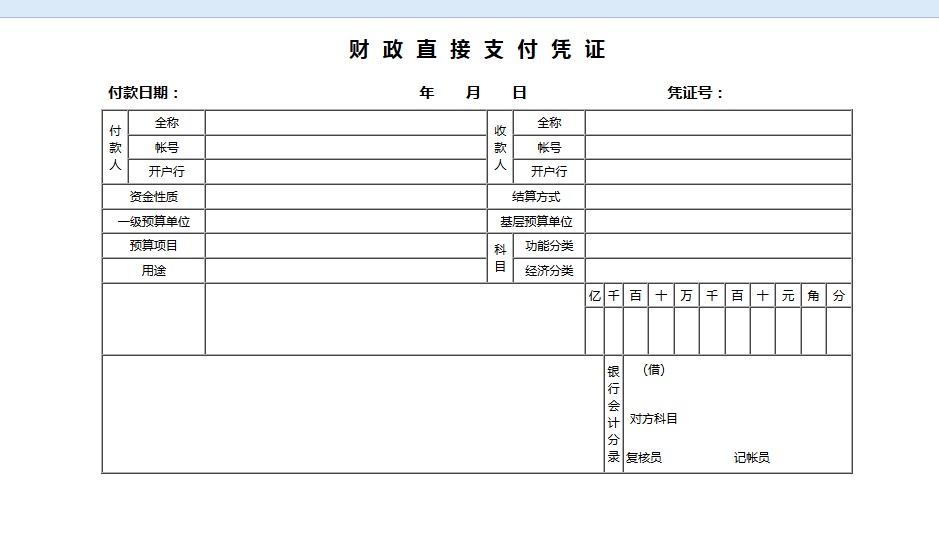 财政直接支付凭证
付款日期： 年 月 日 凭证号：
付款人 全称 收款人 全称
帐号 帐号
开户行 开户行
资金性质 结算方式
一级预算单位 基层预算单位
预算项目 科目 功能分类
用途 经济分类
亿 千 百 十 万 千 百 十 元 角 分
银行会计分录 （借）
对方科目
复核员 记帐员